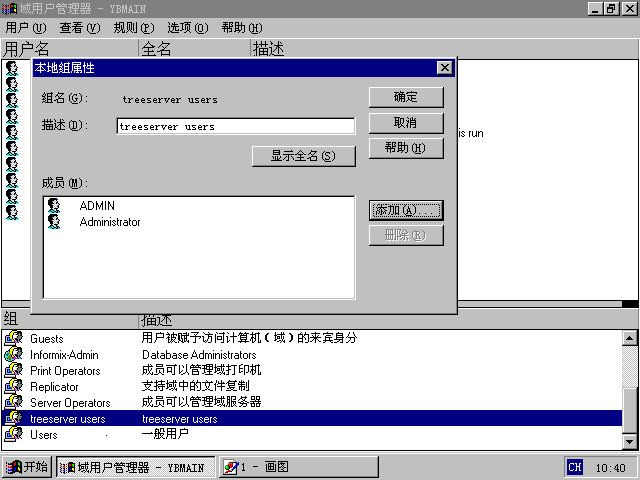 域用户管理器 - YBMAIN
用户(U) 查看(V) 规则(P) 选项(O) 帮助(H)
用户名 全名 描述
本地组属性
组名(G): treeserver users
确定
描述(D): treeserver users
取消
is run
显示全名(S)
帮助(H)
成员(M):
ADMIN
添加(A)...
Administrator
删除(R)
组 描述
Guests 用户被赋予访问计算机(域)的来宾身分
Informix-Admin Database Administrators
Print Operators 成员可以管理域打印机
Replicator 支持域中的文件复制
Server Operators 成员可以管理域服务器
treeserver users treeserver users
Users 一般用户
开始 域用户管理器 - YBMAIN 1 - 画图 CH 10:40